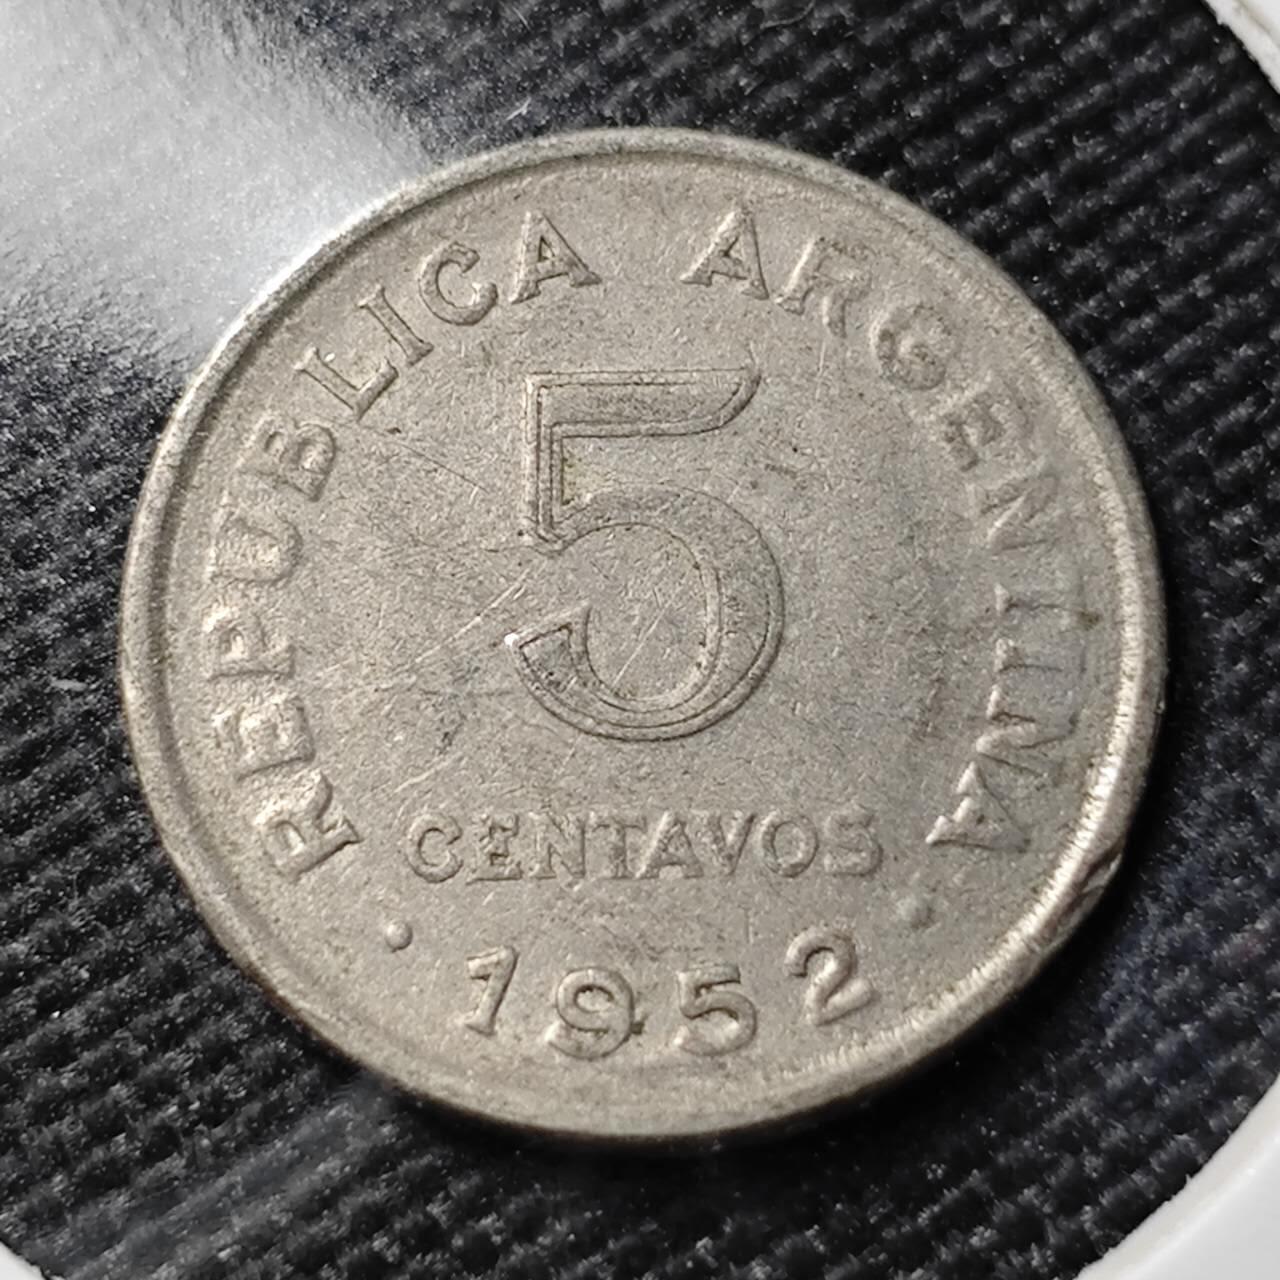 REPUBLICA ARGENTINA
5
CENTAVOS
• 1952 •